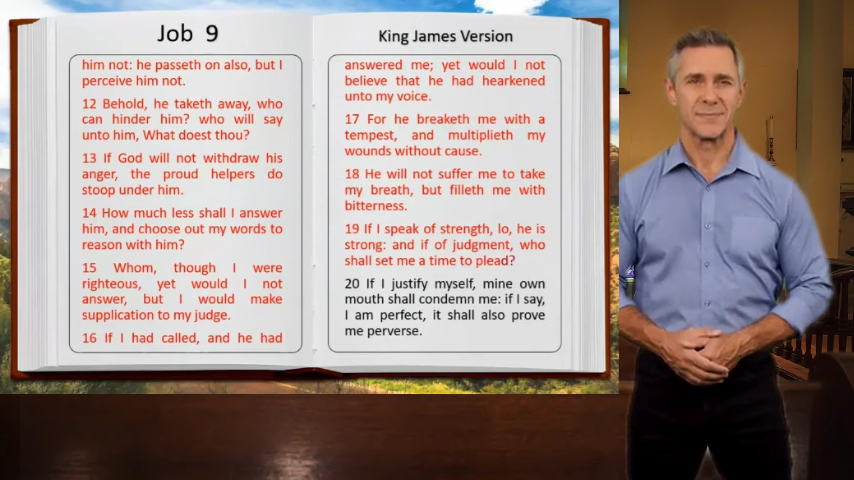 Job 9
him not: he passeth on also, but I
perceive him not.
12 Behold, he taketh away, who
can hinder him? who will say
unto him, What doest thou?
13 If God will not withdraw his
anger, the proud helpers do
stoop under him.
14 How much less shall I answer
him, and choose out my words to
reason with him?
15 Whom, though I were
righteous, yet would I not
answer, but I would make
supplication to my judge.
16 If I had called, and he had
King James Version
answered me; yet would I not
believe that he had hearkened
unto my voice.
17 For he breaketh me with a
tempest, and multiplieth my
wounds without cause.
18 He will not suffer me to take
my breath, but filleth me with
bitterness.
19 If I speak of strength, lo, he is
strong: and if of judgment, who
shall set me a time to plead?
20 If I justify myself, mine own
mouth shall condemn me: if I say,
I am perfect, it shall also prove
me perverse.